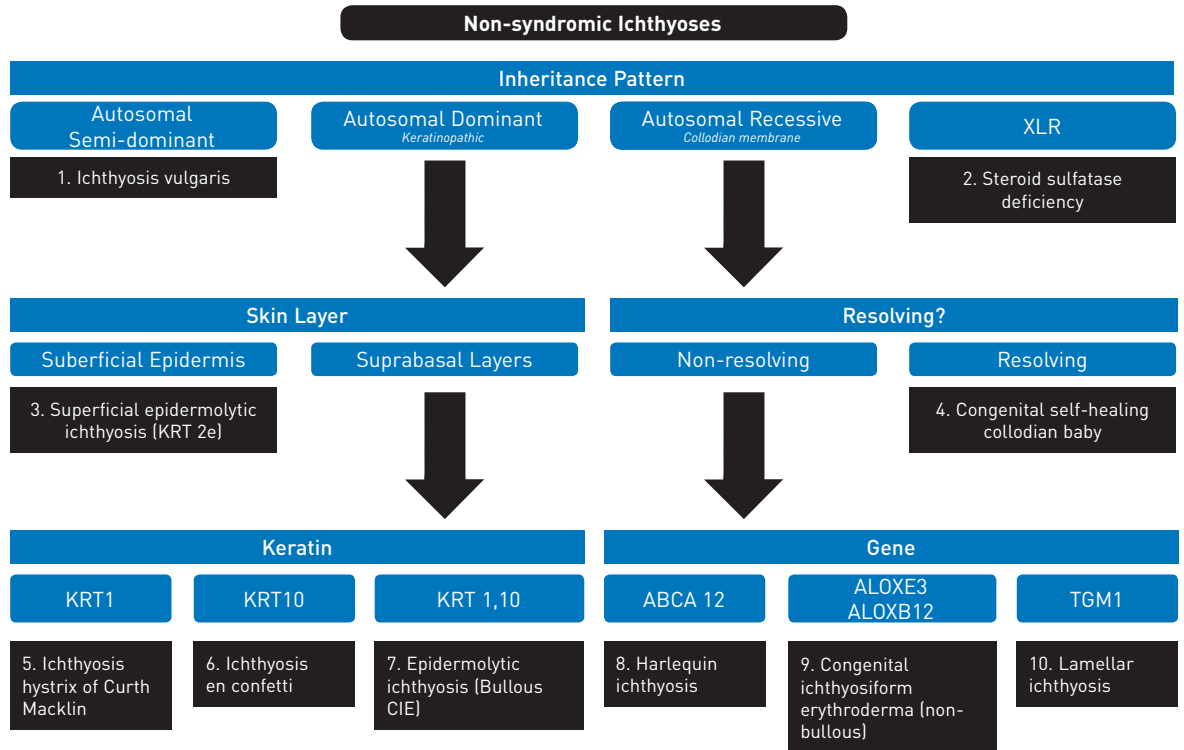 Non-syndromic Ichthyoses
Inheritance Pattern
Autosomal
Semi-dominant
Autosomal Dominant
Keratinopathic
Autosomal Recessive
Collodian membrane
XLR
1. Ichthyosis vulgaris
2. Steroid sulfatase
deficiency
Skin Layer
Resolving?
Suberficial Epidermis
Suprabasal Layers
Non-resolving
Resolving
3. Superficial epidermolytic
ichthyosis (KRT 2e)
4. Congenital self-healing
collodian baby
Keratin
Gene
KRT1
KRT10
KRT 1,10
ABCA 12
ALOXE3
ALOXB12
TGM1
5. Ichthyosis
hystrix of Curth
Macklin
6. Ichthyosis
en confetti
7. Epidermolytic
ichthyosis (Bullous
CIE)
8. Harlequin
ichthyosis
9. Congenital
ichthyosiform
erythroderma (non-
bullous)
10. Lamellar
ichthyosis